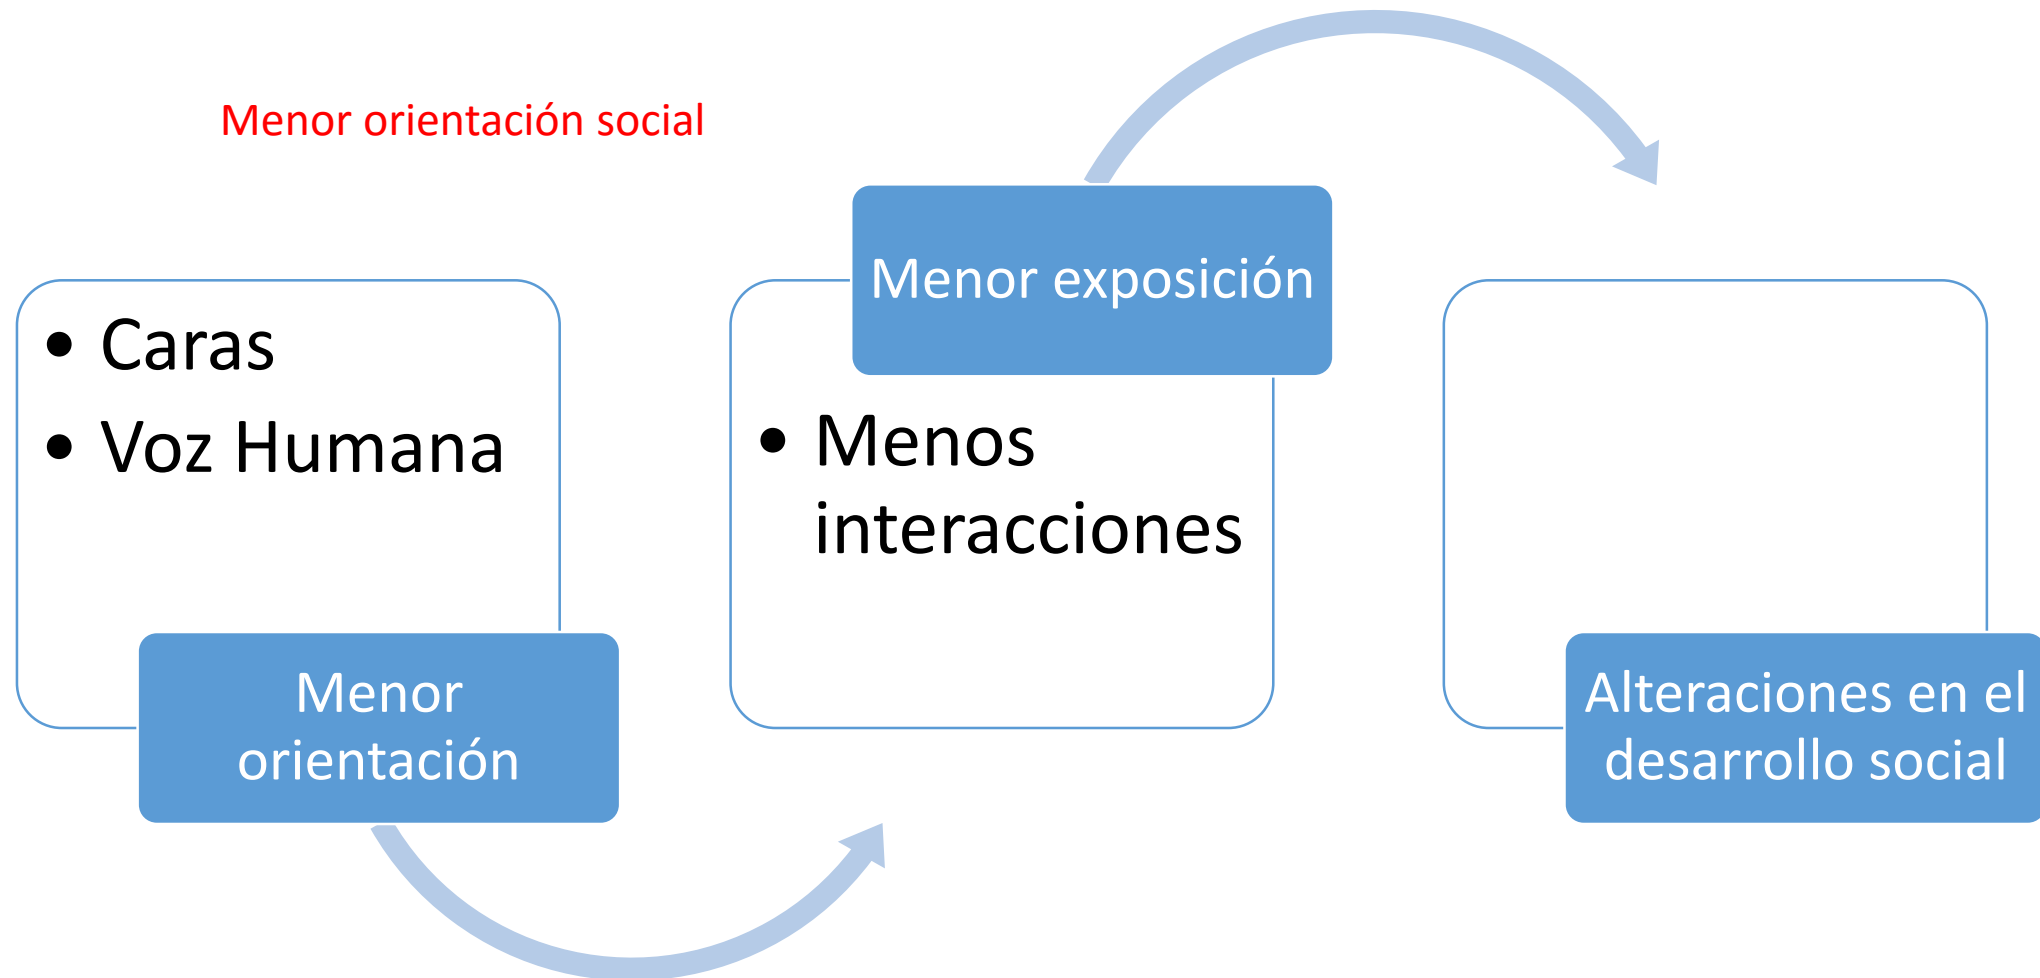 Menor orientación social
• Caras
• Voz Humana
Menor
orientación
Menor exposición
• Menos
interacciones
Alteraciones en el
desarrollo social